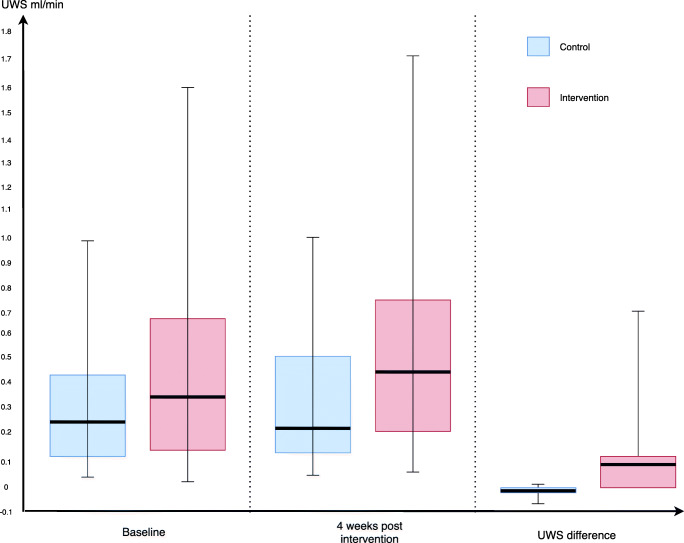 UWS ml/min
1.8
1.7
1.6
1.5
1.4
1.3
1.2
1.1
1.0
0.9
0.8
0.7
0.6
0.5
0.4
0.3
0.2
0.1
0
-0.1
Control
Intervention
Baseline
4 weeks post
intervention
UWS difference